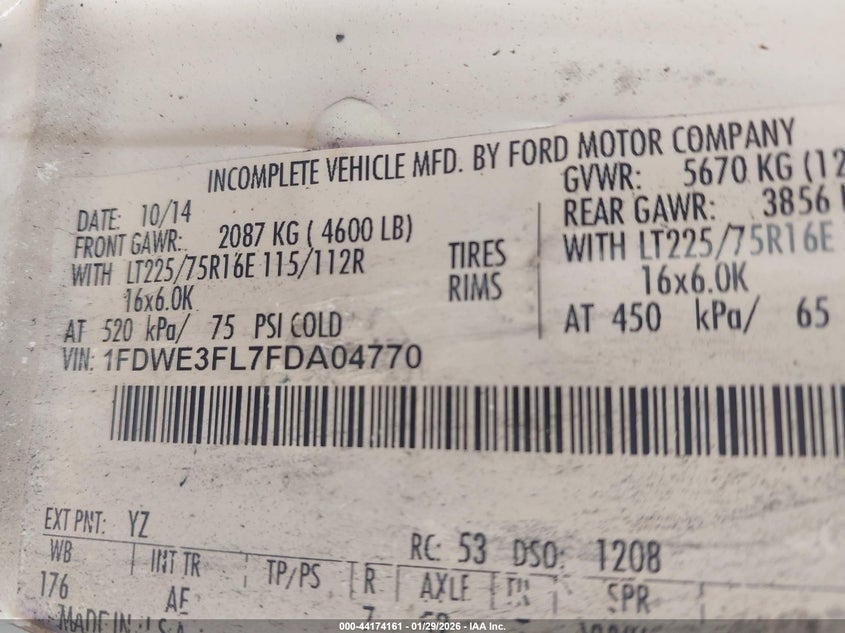 INCOMPLETE VEHICLE MFD. BY FORD MOTOR COMPANY
DATE: 10/14
GVWR: 5670 KG (12
FRONT GAWR: 2087 KG ( 4600 LB)
REAR GAWR: 3856
WITH LT225/75R16E 115/112R
TIRES
WITH LT225/75R16E
16x6.0K
RIMS
16x6.0K
AT 520 kPa/ 75 PSI COLD
AT 450 kPa/ 65
VIN: 1FDWE3FL7FDA04770
EXT PNT: YZ
RC: 53 DSO: 1208
WB INT TR TP/PS R AXLE SPR
176 AE
MADE IN U.S.A.
000-44174161 - 01/29/2026 - IAA Inc.